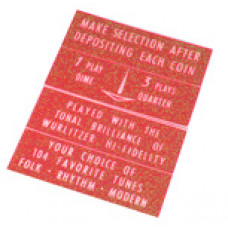 MAKE SELECTION AFTER
DEPOSITING EACH COIN
1 PLAY 3 PLAYS
DIME QUARTER
PLAYED WITH THE
TONAL BRILLIANCE OF
WURLITZER HI-FIDELITY
YOUR CHOICE OF
104 FAVORITE TUNES
FOLK - RHYTHM - MODERN